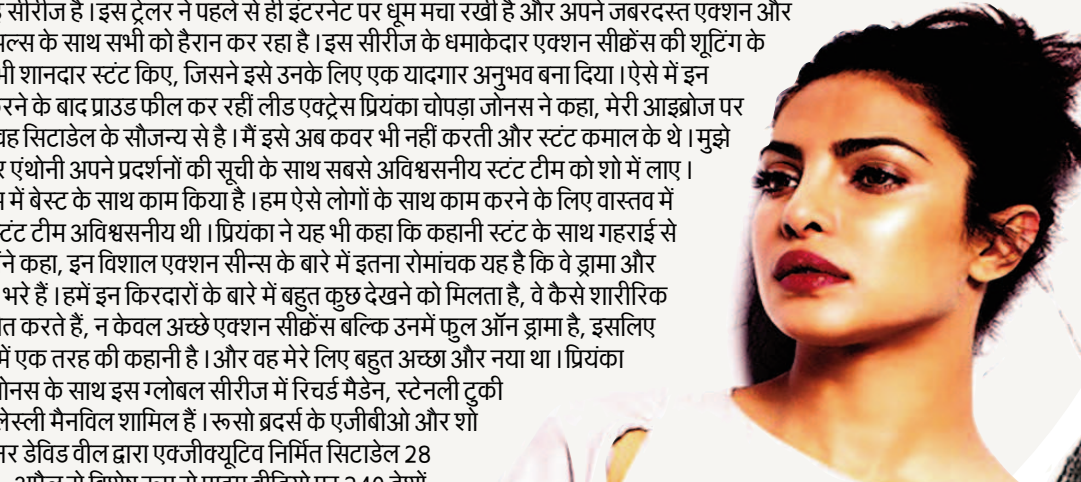 सीरीज है। इस ट्रेलर ने पहले से ही इंटरनेट पर धूम मचा रखी है और अपने जबरदस्त एक्शन और
के साथ सभी को हैरान कर रहा है। इस सीरीज के धमाकेदार एक्शन सीक्वेंस की शूटिंग के
भी शानदार स्टंट किए, जिसने इसे उनके लिए एक यादगार अनुभव बना दिया। ऐसे में इन
के बाद प्राउड फील कर रहीं लीड एक्ट्रेस प्रियंका चोपड़ा जोनस ने कहा, मेरी आइब्रोज पर
वह सिटाडेल के सौजन्य से है। मैं इसे अब कवर भी नहीं करती और स्टंट कमाल के थे। मुझे
एंथोनी अपने प्रदर्शनों की सूची के साथ सबसे अविश्वसनीय स्टंट टीम को शो में लाए।
में बेस्ट के साथ काम किया है। हम ऐसे लोगों के साथ काम करने के लिए वास्तव में
टीम अविश्वसनीय थी। प्रियंका ने यह भी कहा कि कहानी स्टंट के साथ गहराई से
कहा, इन विशाल एक्शन सीन्स के बारे में इतना रोमांचक यह है कि वे ड्रामा और
भरे हैं। हमें इन किरदारों के बारे में बहुत कुछ देखने को मिलता है, वे कैसे शारीरिक
करते हैं, न केवल अच्छे एक्शन सीक्वेंस बल्कि उनमें फुल ऑन ड्रामा है, इसलिए
में एक तरह की कहानी है। और वह मेरे लिए बहुत अच्छा और नया था। प्रियंका
के साथ इस ग्लोबल सीरीज में रिचर्ड मैडेन, स्टेनली टुकी
लेस्ली मैनविल शामिल हैं। रूसो ब्रदर्स के एजीबीओ और शो
डेविड वील द्वारा एक्जीक्यूटिव निर्मित सिटाडेल 28